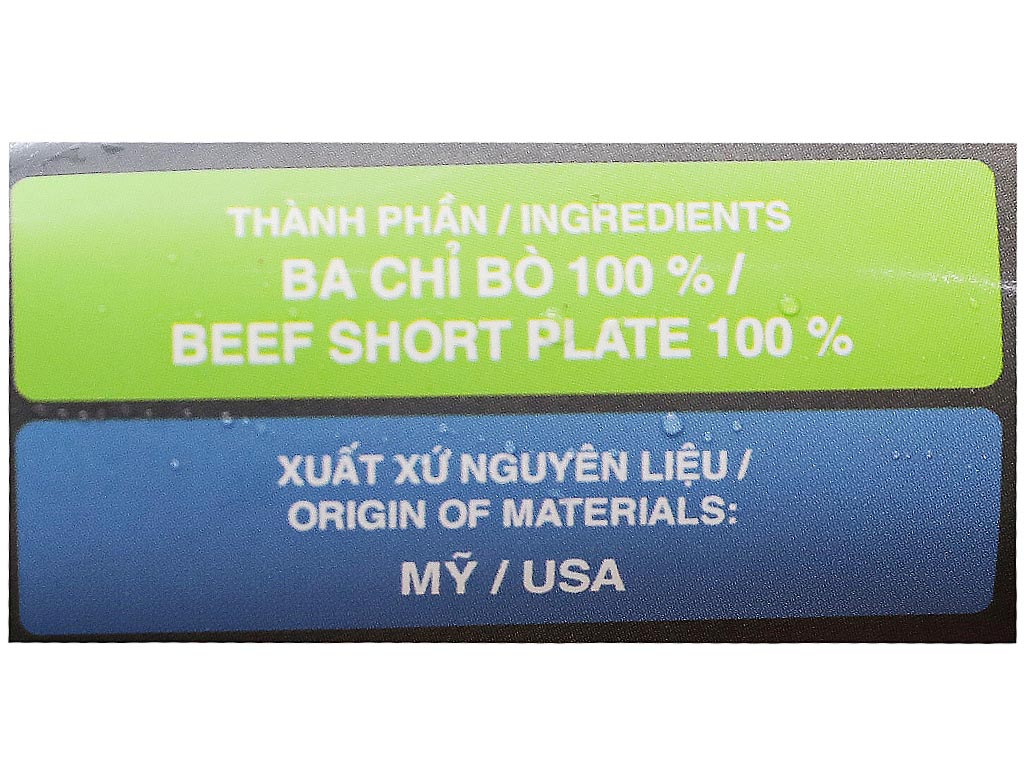 THÀNH PHẦN / INGREDIENTS
BA CHỈ BÒ 100 % /
BEEF SHORT PLATE 100 %
XUẤT XỨ NGUYÊN LIỆU /
ORIGIN OF MATERIALS:
MỸ / USA